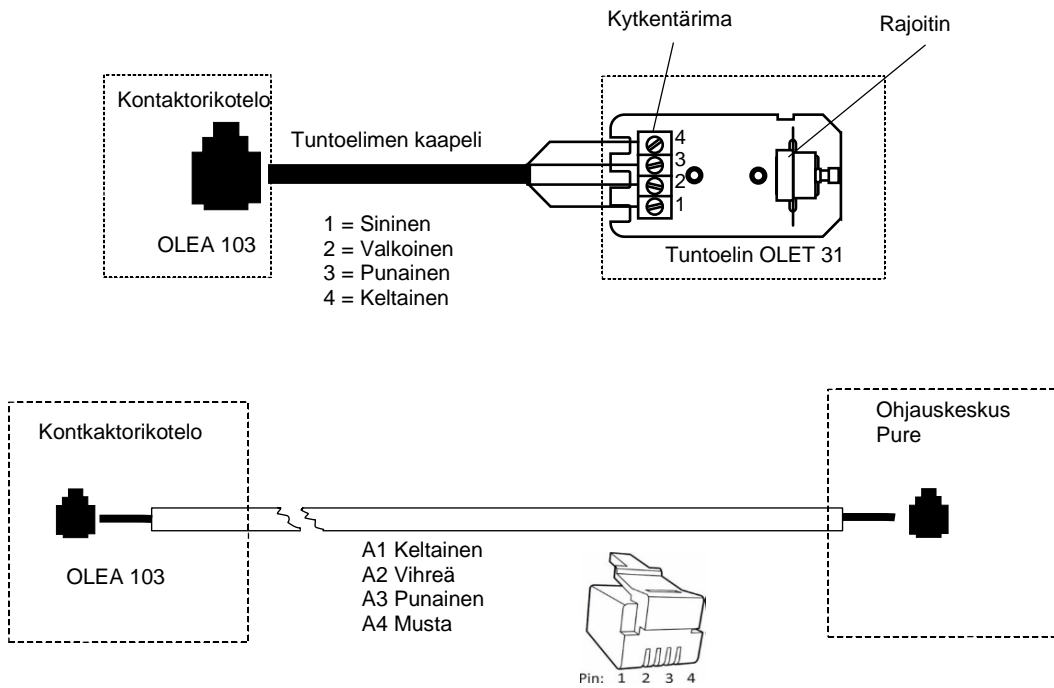 Kytkentärima
Rajoitin
Kontaktorikotelo
Tuntoelimen kaapeli
4
3
2
1
OLEA 103
1 = Sininen
2 = Valkoinen
3 = Punainen
4 = Keltainen
Tuntoelin OLET 31
Kontkaktorikotelo
Ohjauskeskus
Pure
OLEA 103
A1 Keltainen
A2 Vihreä
A3 Punainen
A4 Musta
Pin: 1 2 3 4